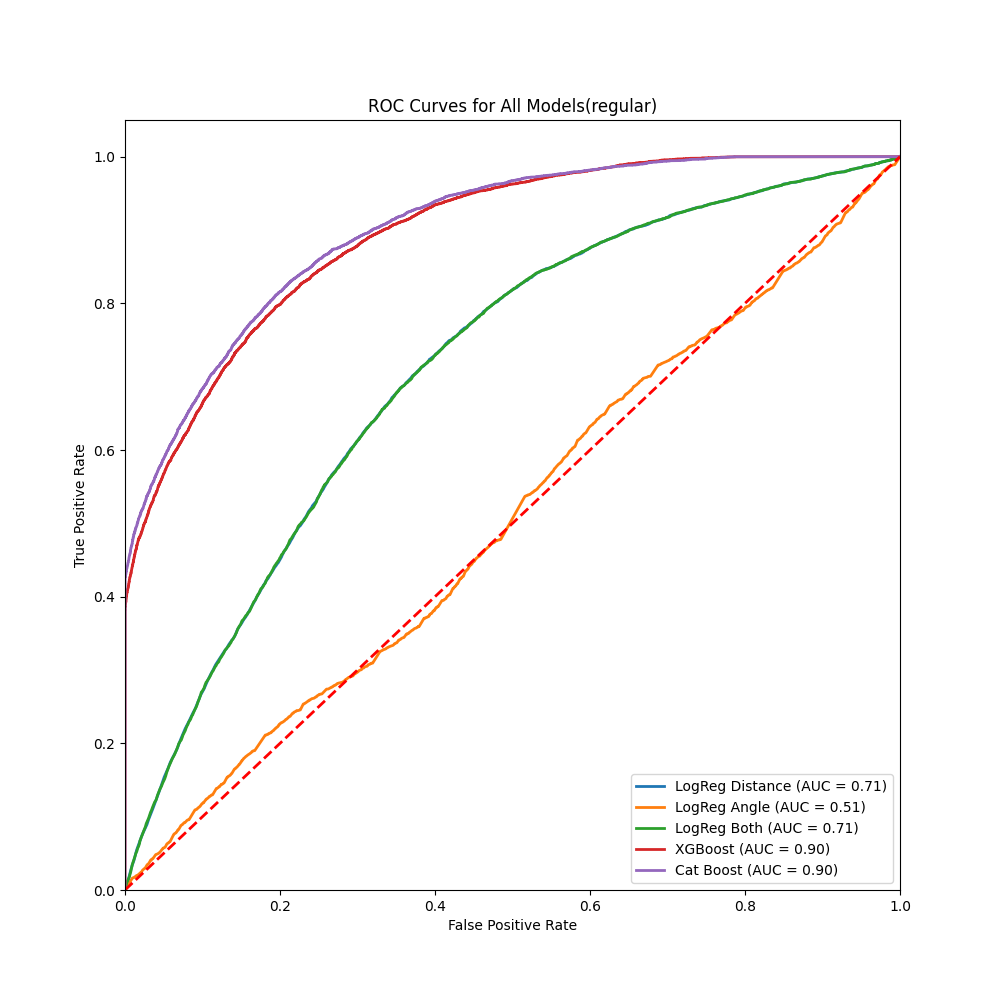 ROC Curves for All Models(regular)
1.0
0.8
0.6
0.4
0.2
0.0
True Positive Rate
LogReg Distance (AUC = 0.71)
LogReg Angle (AUC = 0.51)
LogReg Both (AUC = 0.71)
XGBoost (AUC = 0.90)
Cat Boost (AUC = 0.90)
0.0 0.2 0.4 0.6 0.8 1.0
False Positive Rate